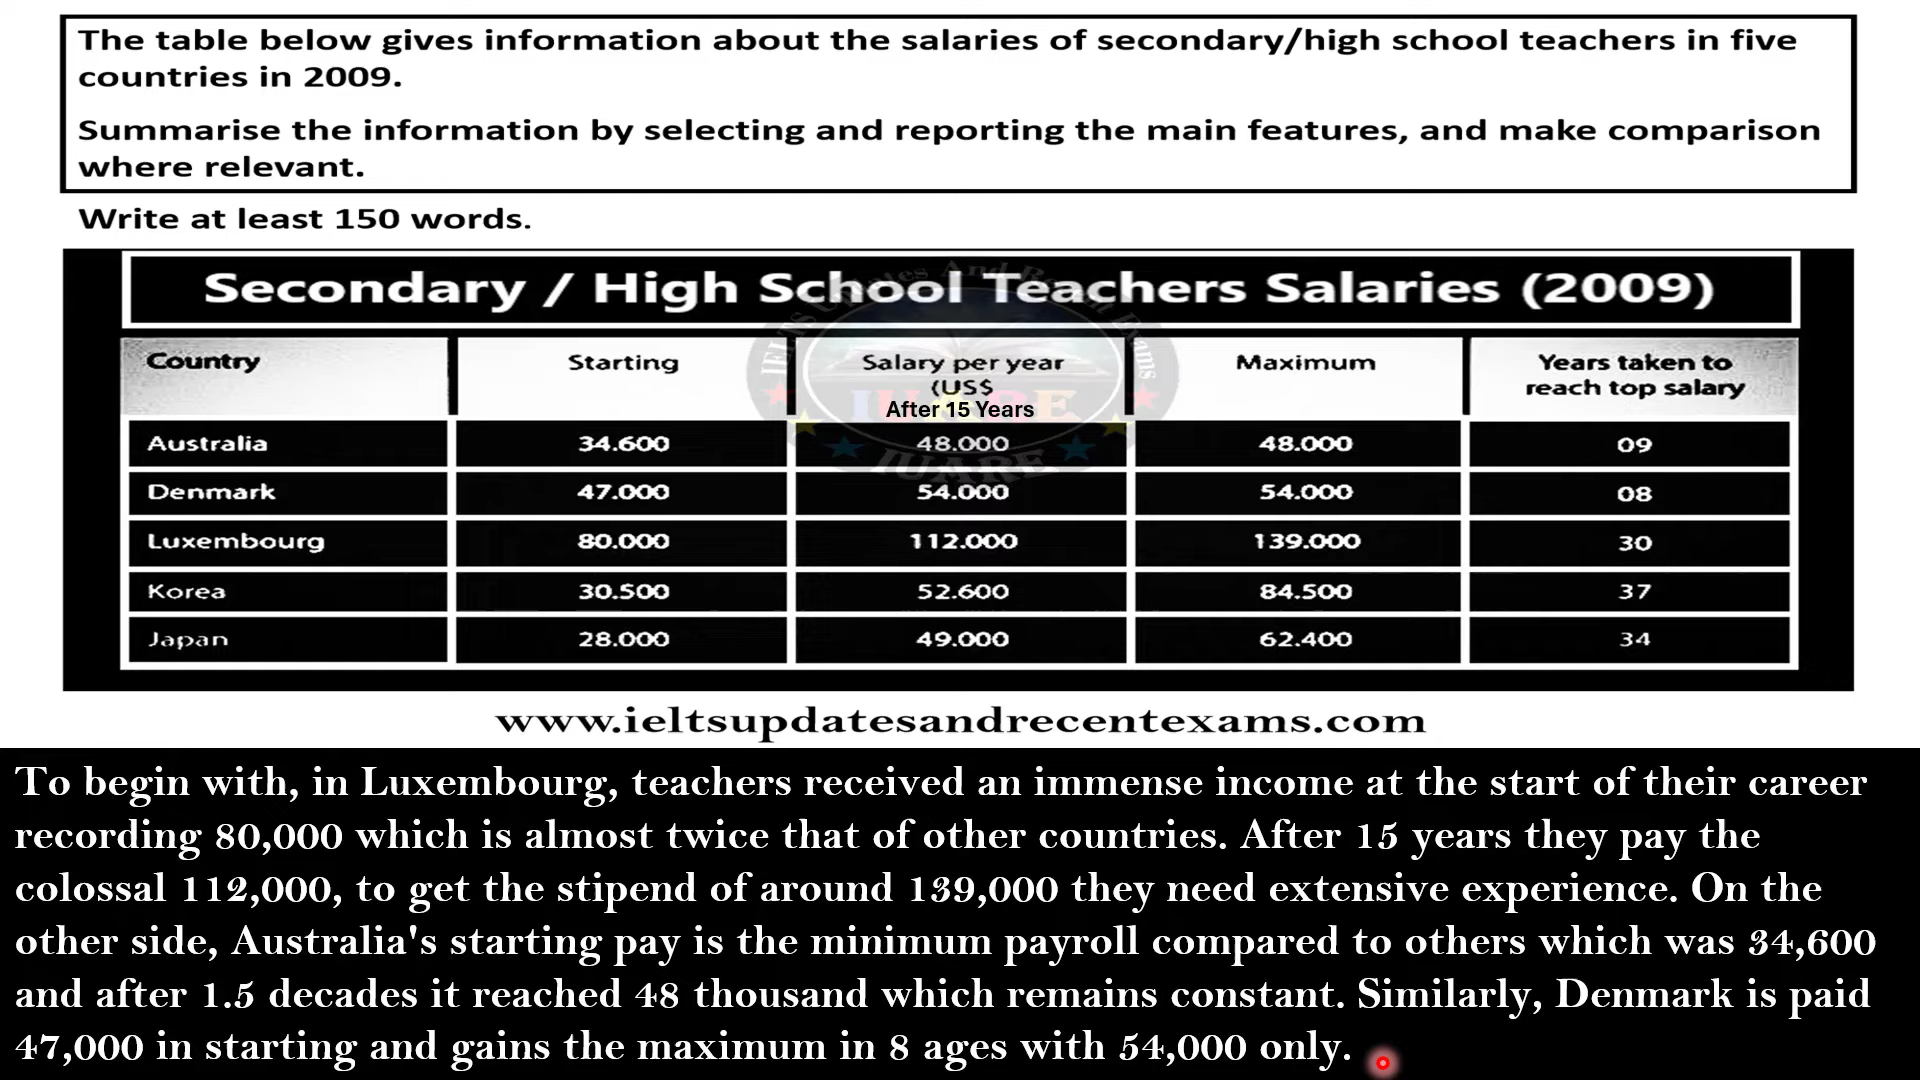 The table below gives information about the salaries of secondary/high school teachers in five
countries in 2009.
Summarise the information by selecting and reporting the main features, and make comparison
where relevant.
Write at least 150 words.
Secondary / High School Teachers Salaries (2009)
Country Starting Salary per year (US$ After 15 Years Maximum Years taken to reach top salary
Australia 34.600 48.000 48.000 09
Denmark 47.000 54.000 54.000 08
Luxembourg 80.000 112.000 139.000 30
Korea 30.500 52.600 84.500 37
Japan 28.000 49.000 62.400 34
IUARE
www.ieltsupdatesandrecentexams.com
To begin with, in Luxembourg, teachers received an immense income at the start of their career
recording 80,000 which is almost twice that of other countries. After 15 years they pay the
colossal 112,000, to get the stipend of around 139,000 they need extensive experience. On the
other side, Australia's starting pay is the minimum payroll compared to others which was 34,600
and after 1.5 decades it reached 48 thousand which remains constant. Similarly, Denmark is paid
47,000 in starting and gains the maximum in 8 ages with 54,000 only.